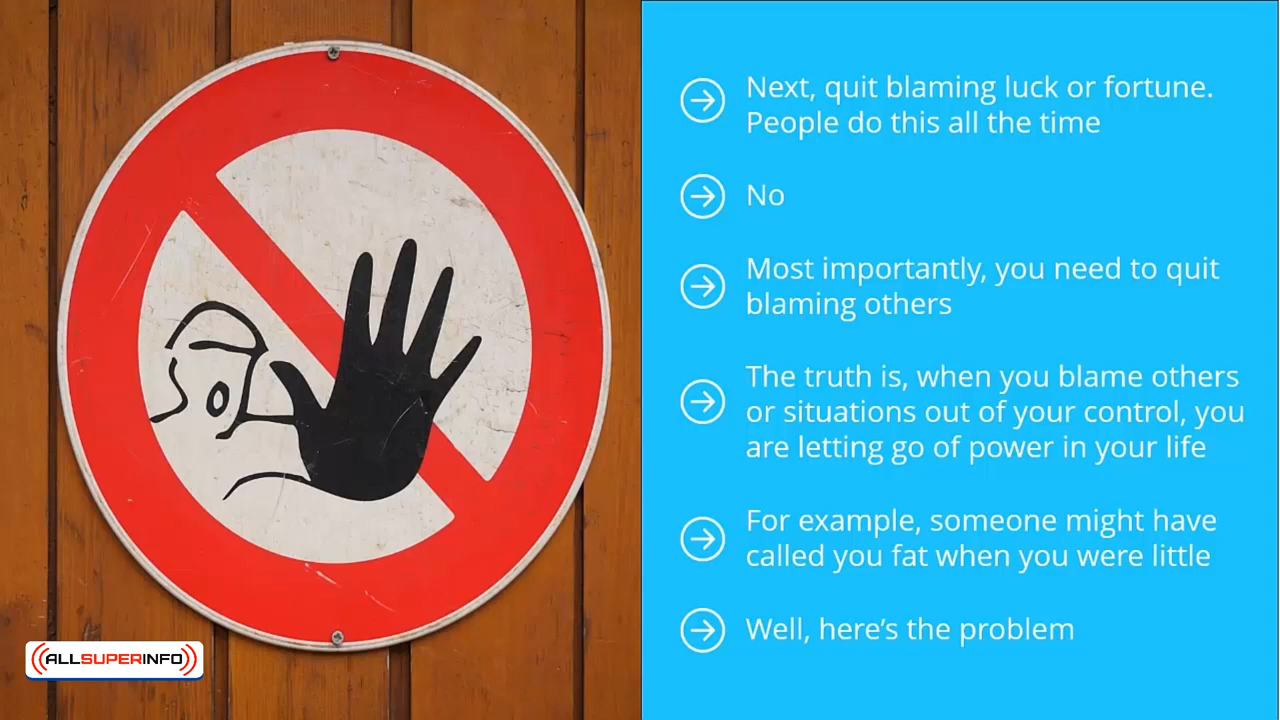 Next, quit blaming luck or fortune.
People do this all the time
No
Most importantly, you need to quit
blaming others
The truth is, when you blame others
or situations out of your control, you
are letting go of power in your life
For example, someone might have
called you fat when you were little
Well, here’s the problem
ALLSUPERINFO